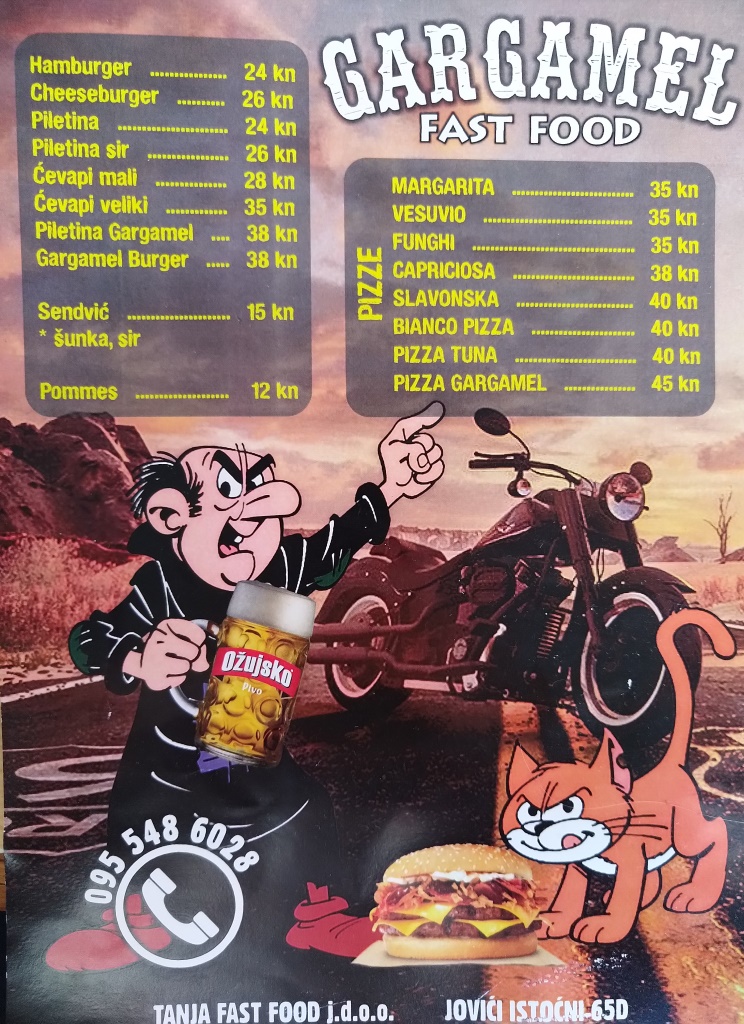 GARGAMEL
FAST FOOD
Hamburger ................ 24 kn
Cheeseburger .......... 26 kn
Piletina ....................... 24 kn
Piletina sir ................. 26 kn
Ćevapi mali ............... 28 kn
Ćevapi veliki ............. 35 kn
Piletina Gargamel .... 38 kn
Gargamel Burger ..... 38 kn
Sendvić ...................... 15 kn
* šunka, sir
Pommes .................... 12 kn
PIZZE
MARGARITA .......................... 35 kn
VESUVIO ................................ 35 kn
FUNGHI ................................... 35 kn
CAPRICIOSA .......................... 38 kn
SLAVONSKA .......................... 40 kn
BIANCO PIZZA ...................... 40 kn
PIZZA TUNA .......................... 40 kn
PIZZA GARGAMEL ............... 45 kn
Ožujsko
Pivo
095 548 6028
TANJA FAST FOOD j.d.o.o. JOVIĆI ISTOĆNI 65D